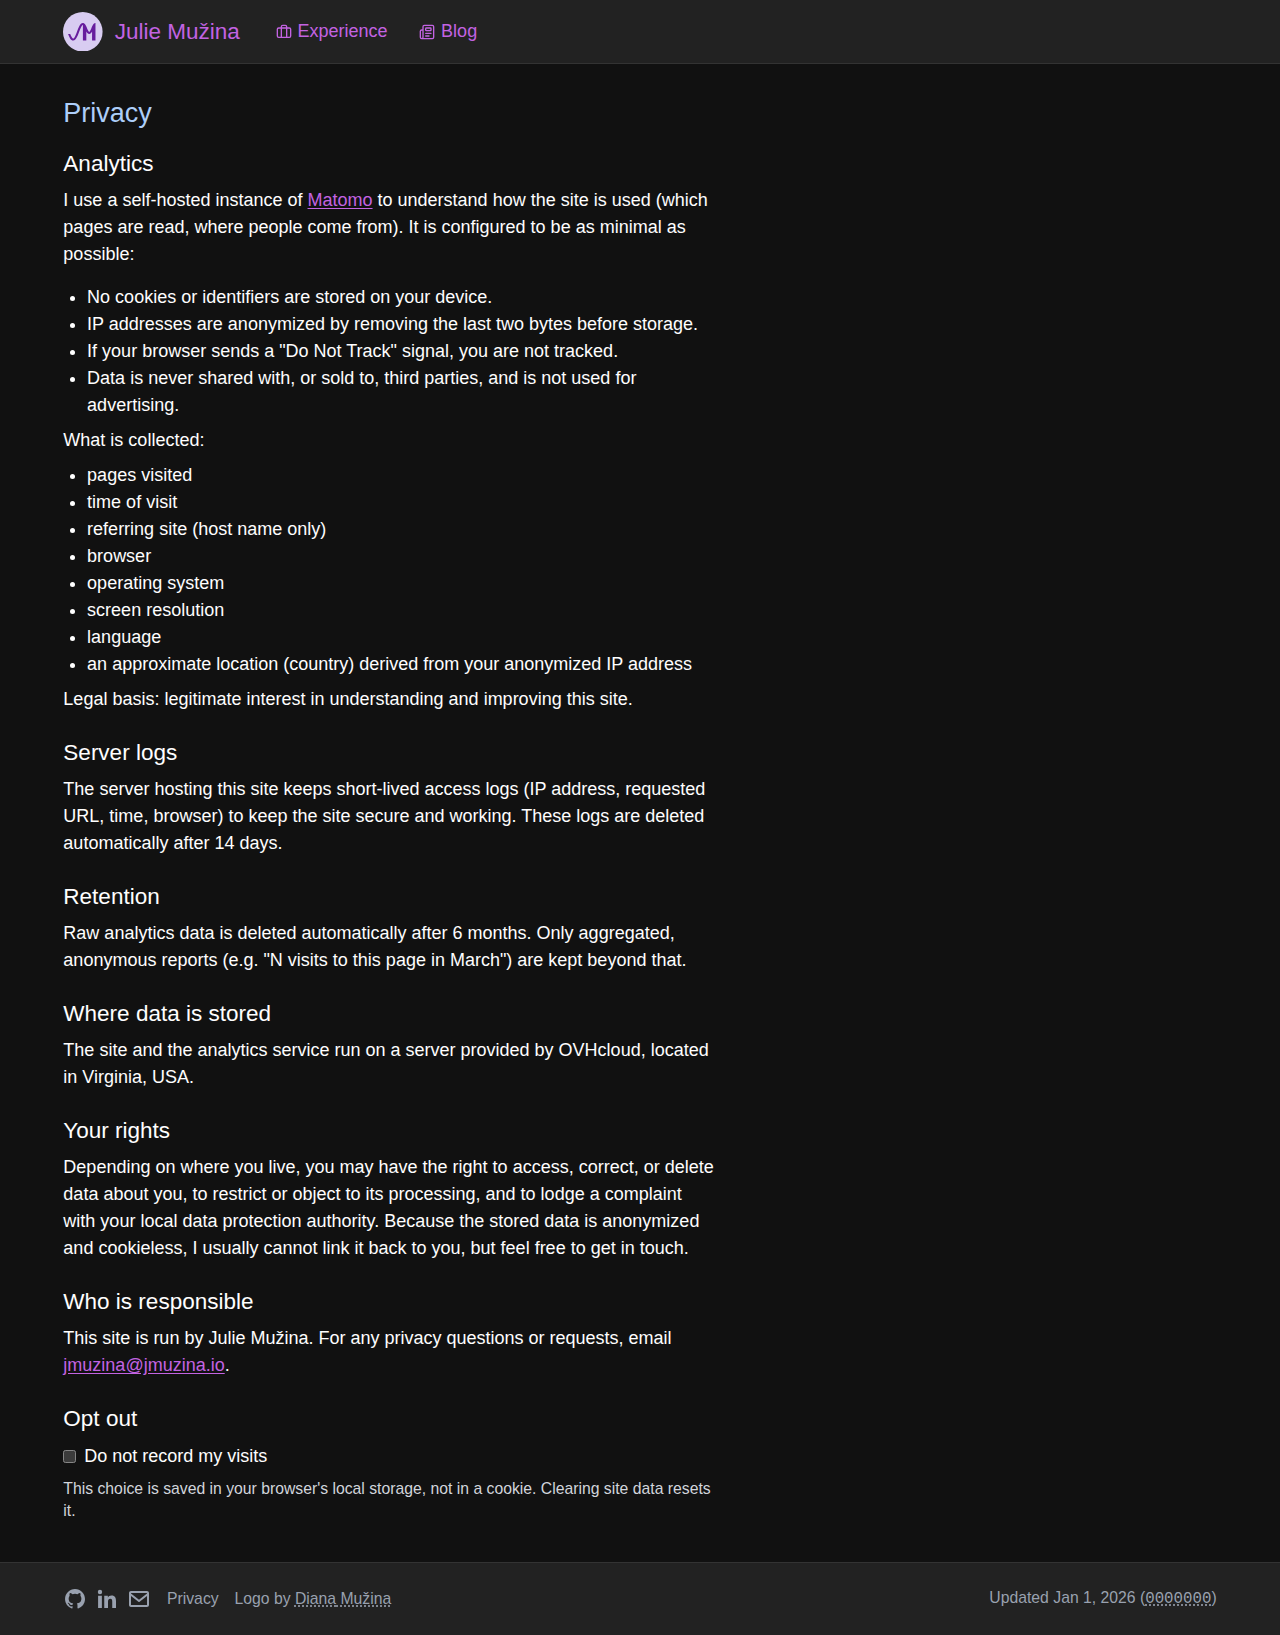 Julie Mužina Experience Blog
Privacy
Analytics
I use a self-hosted instance of Matomo to understand how the site is used (which
pages are read, where people come from). It is configured to be as minimal as
possible:
No cookies or identifiers are stored on your device.
IP addresses are anonymized by removing the last two bytes before storage.
If your browser sends a "Do Not Track" signal, you are not tracked.
Data is never shared with, or sold to, third parties, and is not used for
advertising.
What is collected:
pages visited
time of visit
referring site (host name only)
browser
operating system
screen resolution
language
an approximate location (country) derived from your anonymized IP address
Legal basis: legitimate interest in understanding and improving this site.
Server logs
The server hosting this site keeps short-lived access logs (IP address, requested
URL, time, browser) to keep the site secure and working. These logs are deleted
automatically after 14 days.
Retention
Raw analytics data is deleted automatically after 6 months. Only aggregated,
anonymous reports (e.g. "N visits to this page in March") are kept beyond that.
Where data is stored
The site and the analytics service run on a server provided by OVHcloud, located
in Virginia, USA.
Your rights
Depending on where you live, you may have the right to access, correct, or delete
data about you, to restrict or object to its processing, and to lodge a complaint
with your local data protection authority. Because the stored data is anonymized
and cookieless, I usually cannot link it back to you, but feel free to get in touch.
Who is responsible
This site is run by Julie Mužina. For any privacy questions or requests, email
jmuzina@jmuzina.io.
Opt out
Do not record my visits
This choice is saved in your browser's local storage, not in a cookie. Clearing site data resets
it.
Privacy Logo by Diana Mužina Updated Jan 1, 2026 (0000000)